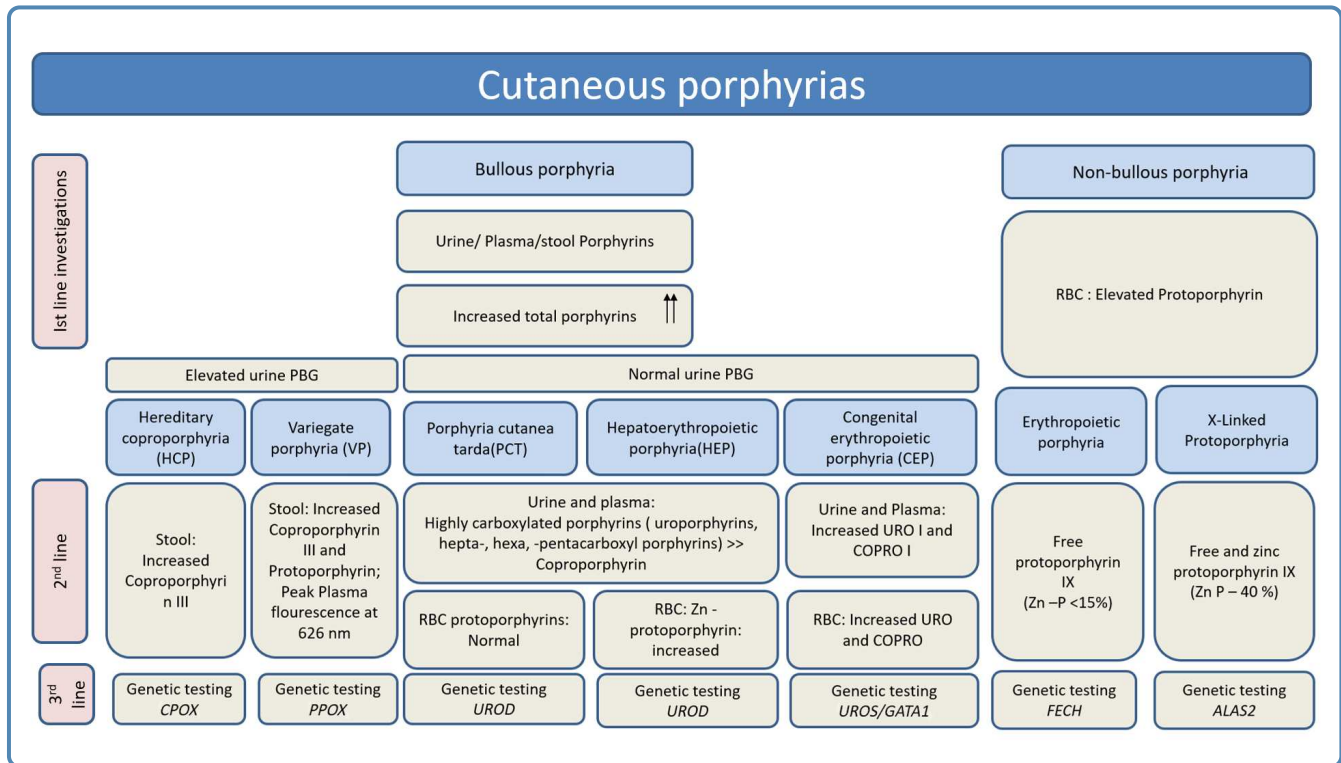 Cutaneous porphyrias
Ist line investigations
Bullous porphyria
Non-bullous porphyria
Urine/ Plasma/stool Porphyrins
Increased total porphyrins
RBC : Elevated Protoporphyrin
Elevated urine PBG
Normal urine PBG
Hereditary
coproporphyria
(HCP)
Variegate
porphyria (VP)
Porphyria cutanea
tarda(PCT)
Hepatoerythropoietic
porphyria(HEP)
Congenital
erythropoietic
porphyria (CEP)
Erythropoietic
porphyria
X-Linked
Protoporphyria
2nd line
Stool:
Increased
Coproporphyri
n III
Stool: Increased
Coproporphyrin
III and
Protoporphyrin;
Peak Plasma
flourescence at
626 nm
Urine and plasma:
Highly carboxylated porphyrins ( uroporphyrins,
hepta-, hexa, -pentacarboxyl porphyrins) >>
Coproporphyrin
RBC protoporphyrins:
Normal
RBC: Zn -
protoporphyrin:
increased
Urine and Plasma:
Increased URO I and
COPRO I
RBC: Increased URO
and COPRO
Free
protoporphyrin
IX
(Zn –P <15%)
Free and zinc
protoporphyrin IX
(Zn P – 40 %)
3rd
line
Genetic testing
CPOX
Genetic testing
PPOX
Genetic testing
UROD
Genetic testing
UROD
Genetic testing
UROS/GATA1
Genetic testing
FECH
Genetic testing
ALAS2